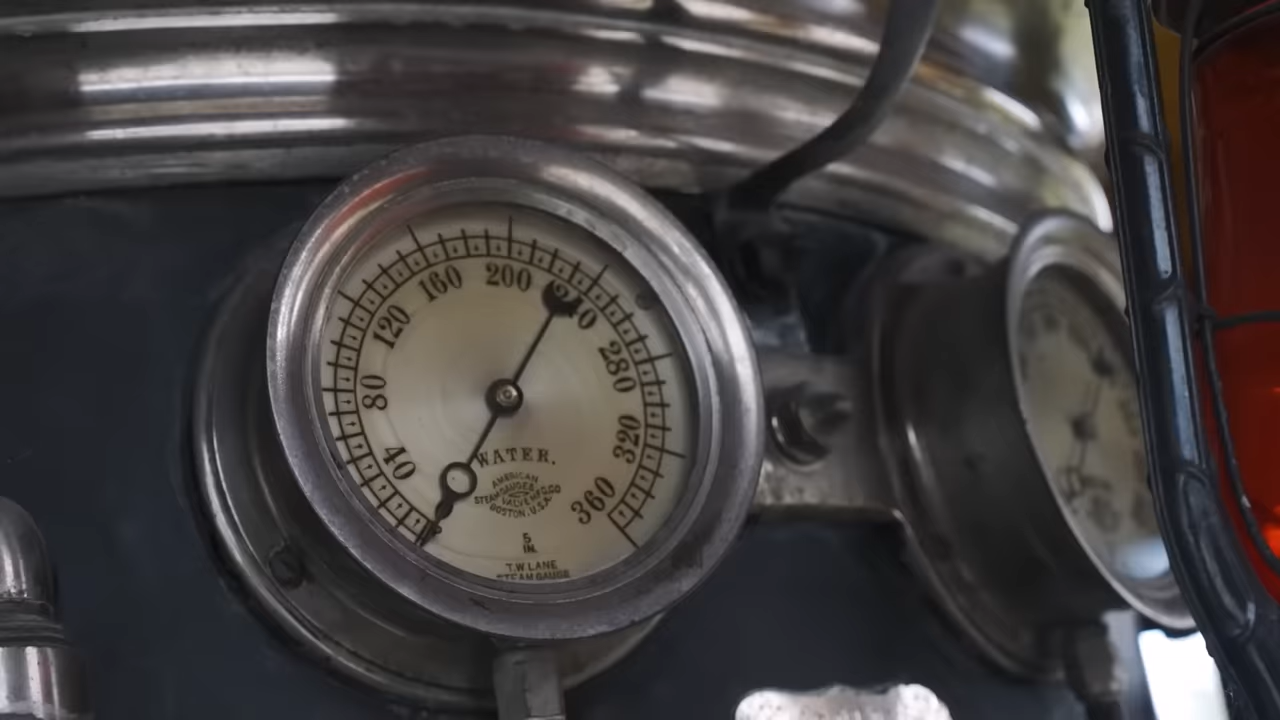 40
80
120
160
200
240
280
320
360
WATER.
AMERICAN
STEAM GAUGE &
VALVE MFG. CO
BOSTON, U.S.A.
5
IN.
T.W. LANE
STEAM GAUGE